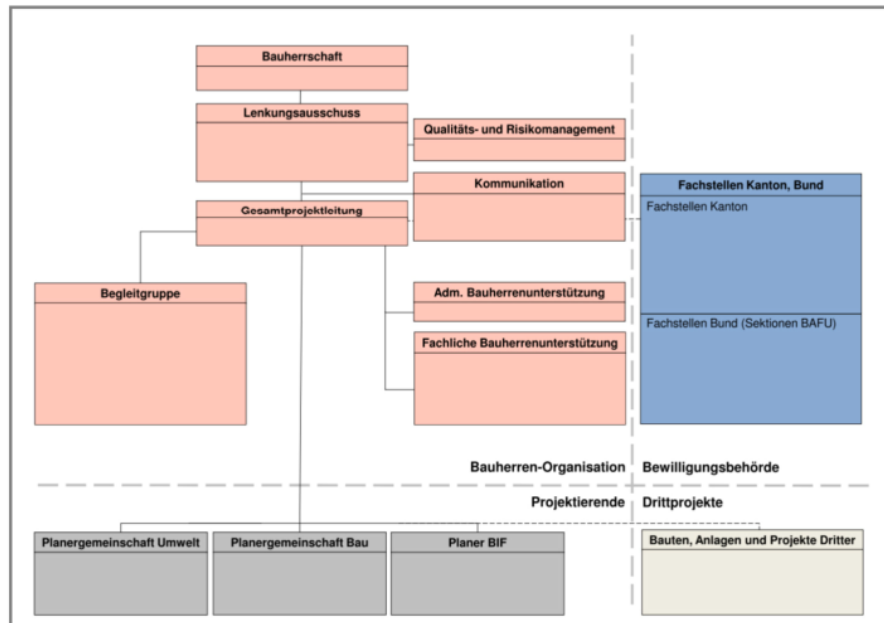 Bauherrschaft
Lenkungsausschuss
Qualitäts- und Risikomanagement
Kommunikation
Fachstellen Kanton, Bund
Fachstellen Kanton
Gesamtprojektleitung
Begleitgruppe
Adm. Bauherrenunterstützung
Fachstellen Bund (Sektionen BAFU)
Fachliche Bauherrenunterstützung
Bauherren-Organisation
Bewilligungsbehörde
Projektierende
Drittprojekte
Planergemeinschaft Umwelt
Planergemeinschaft Bau
Planer BIF
Bauten, Anlagen und Projekte Dritter